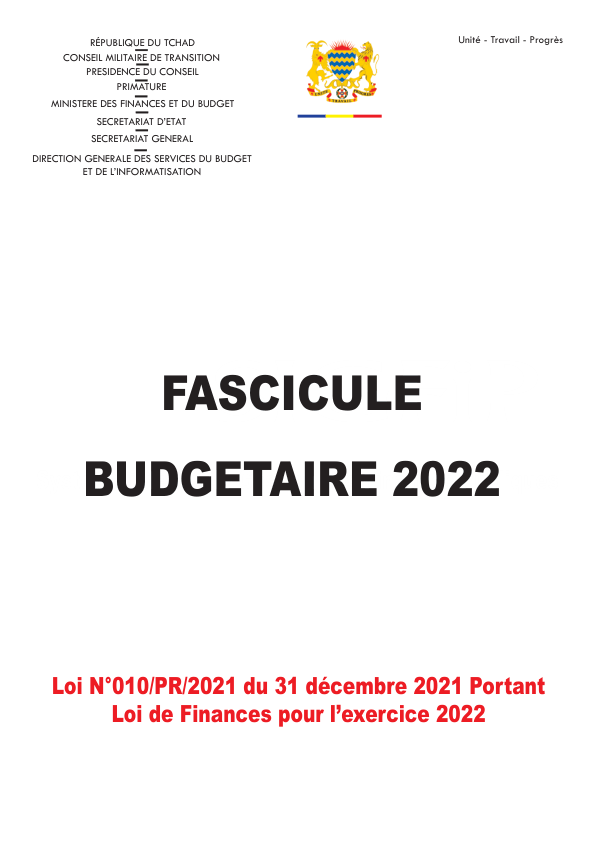 RÉPUBLIQUE DU TCHAD
CONSEIL MILITAIRE DE TRANSITION
PRESIDENCE DU CONSEIL
PRIMATURE
MINISTERE DES FINANCES ET DU BUDGET
SECRETARIAT D'ETAT
SECRETARIAT GENERAL
DIRECTION GENERALE DES SERVICES DU BUDGET
ET DE L'INFORMATISATION
Unité - Travail - Progrès
FASCICULE
BUDGETAIRE 2022
Loi N°010/PR/2021 du 31 décembre 2021 Portant
Loi de Finances pour l’exercice 2022